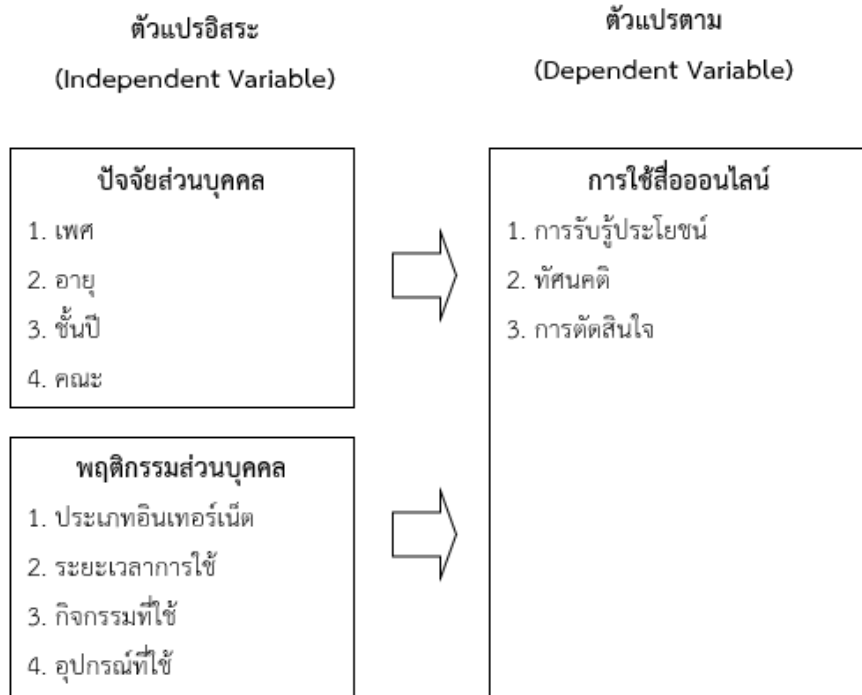 ตัวแปรอิสระ
(Independent Variable)
ตัวแปรตาม
(Dependent Variable)
ปัจจัยส่วนบุคคล
1. เพศ
2. อายุ
3. ชั้นปี
4. คณะ
พฤติกรรมส่วนบุคคล
1. ประเภทอินเทอร์เน็ต
2. ระยะเวลาการใช้
3. กิจกรรมที่ใช้
4. อุปกรณ์ที่ใช้
การใช้สื่อออนไลน์
1. การรับรู้ประโยชน์
2. ทัศนคติ
3. การตัดสินใจ